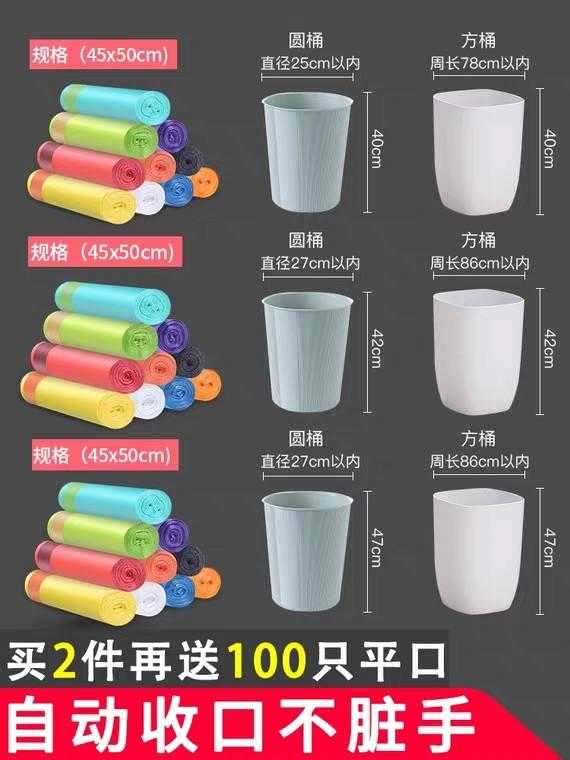 规格（45x50cm)
圆桶
直径25cm以内
40cm
方桶
周长78cm以内
40cm
规格（45x50cm)
圆桶
直径27cm以内
42cm
方桶
周长86cm以内
42cm
规格（45x50cm)
圆桶
直径27cm以内
47cm
方桶
周长86cm以内
47cm
买2件再送100只平口
自动收口不脏手